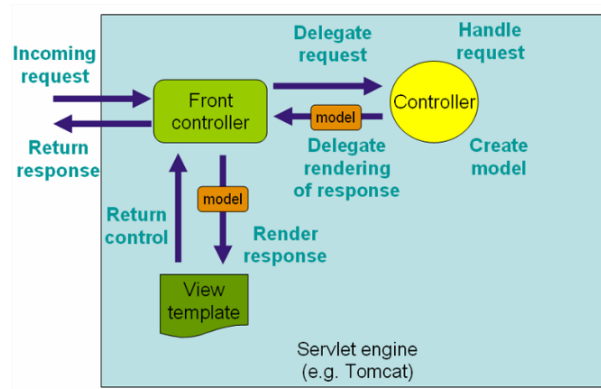 Incoming
request
Return
response
Front
controller
Delegate
request
Handle
request
Controller
model
Delegate
rendering
of response
Create
model
Return
control
model
Render
response
View
template
Servlet engine
(e.g. Tomcat)